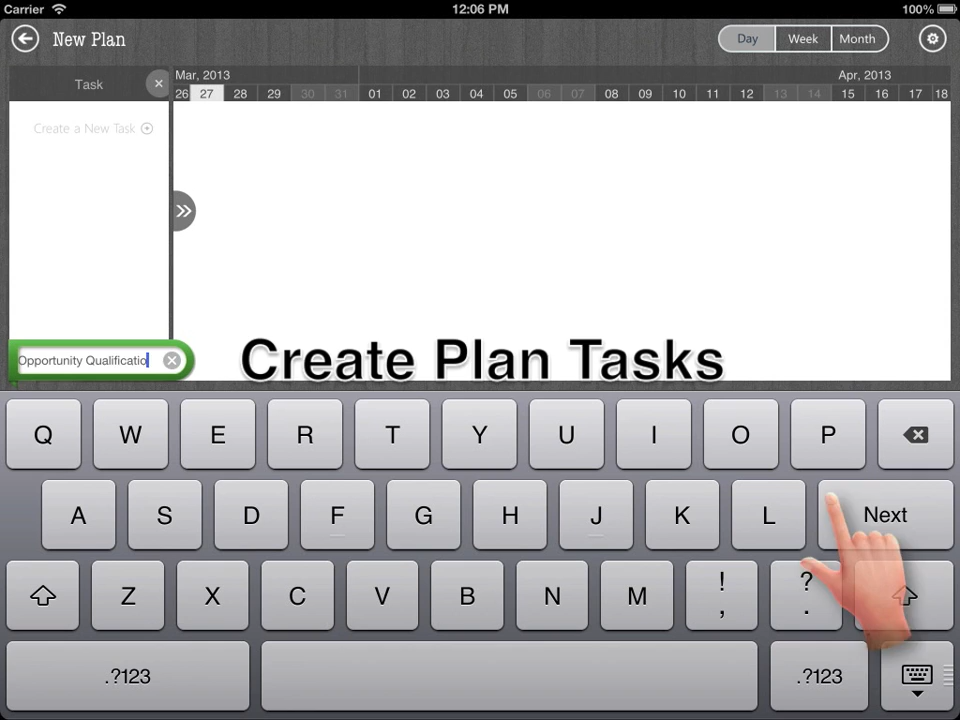 Carrier 12:06 PM 100%
New Plan Day Week Month
Task Mar, 2013 Apr, 2013
26 27 28 29 30 31 01 02 03 04 05 06 07 08 09 10 11 12 13 14 15 16 17 18
Create a New Task
Opportunity Qualificatio
Create Plan Tasks
Q W E R T Y U I O P
A S D F G H J K L Next
Z X C V B N M ! , ? .
.?123 .?123